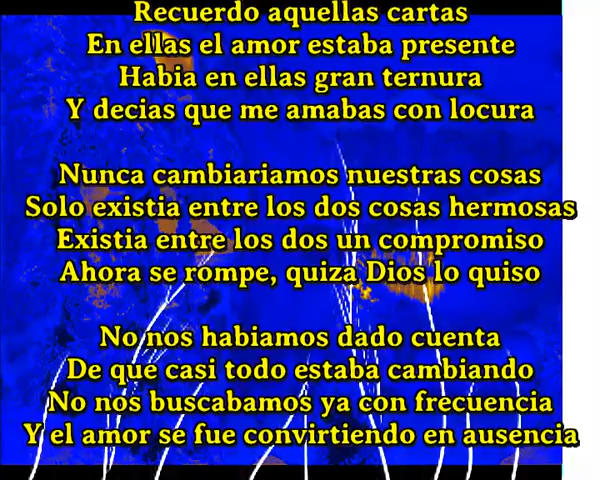 Recuerdo aquellas cartas
En ellas el amor estaba presente
Habia en ellas gran ternura
Y decias que me amabas con locura
Nunca cambiariamos nuestras cosas
Solo existia entre los dos cosas hermosas
Existia entre los dos un compromiso
Ahora se rompe, quiza Dios lo quiso
No nos habiamos dado cuenta
De que casi todo estaba cambiando
No nos buscabamos ya con frecuencia
Y el amor se fue convirtiendo en ausencia